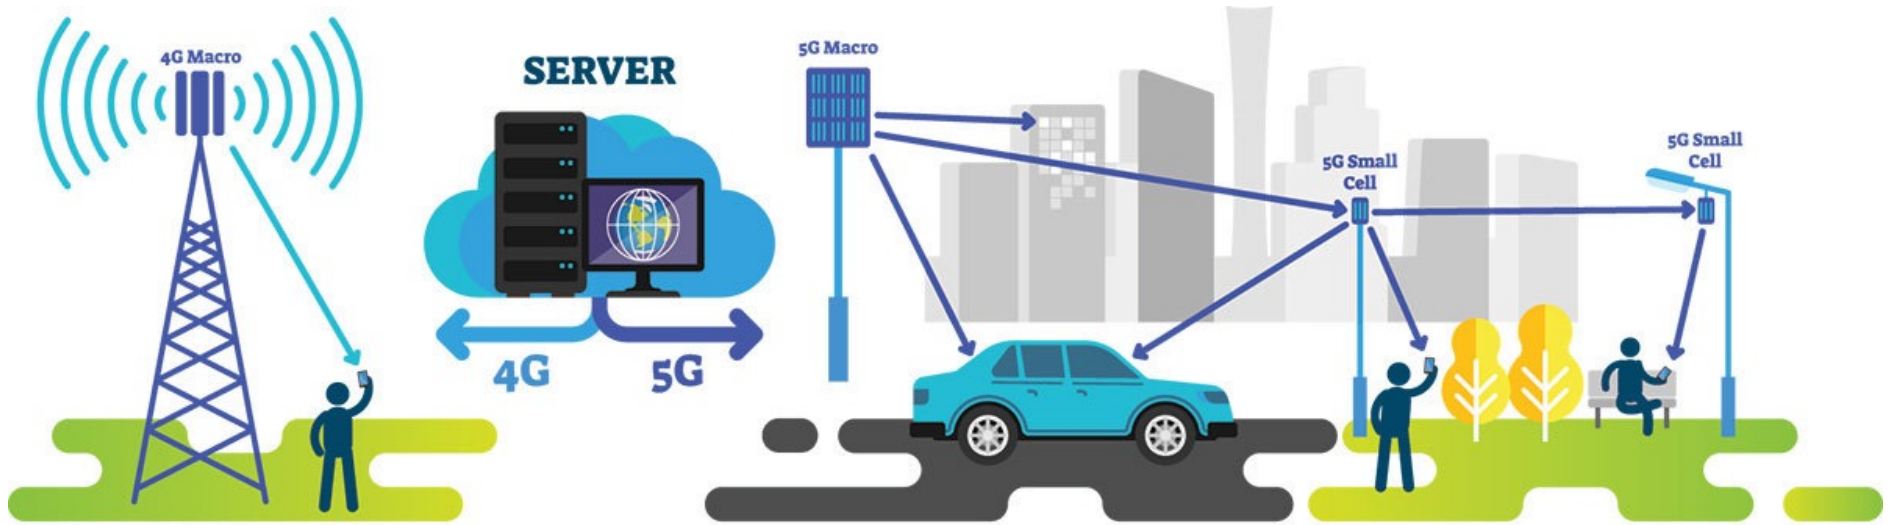 4G Macro
SERVER
4G
5G
5G Macro
5G Small
Cell
5G Small
Cell